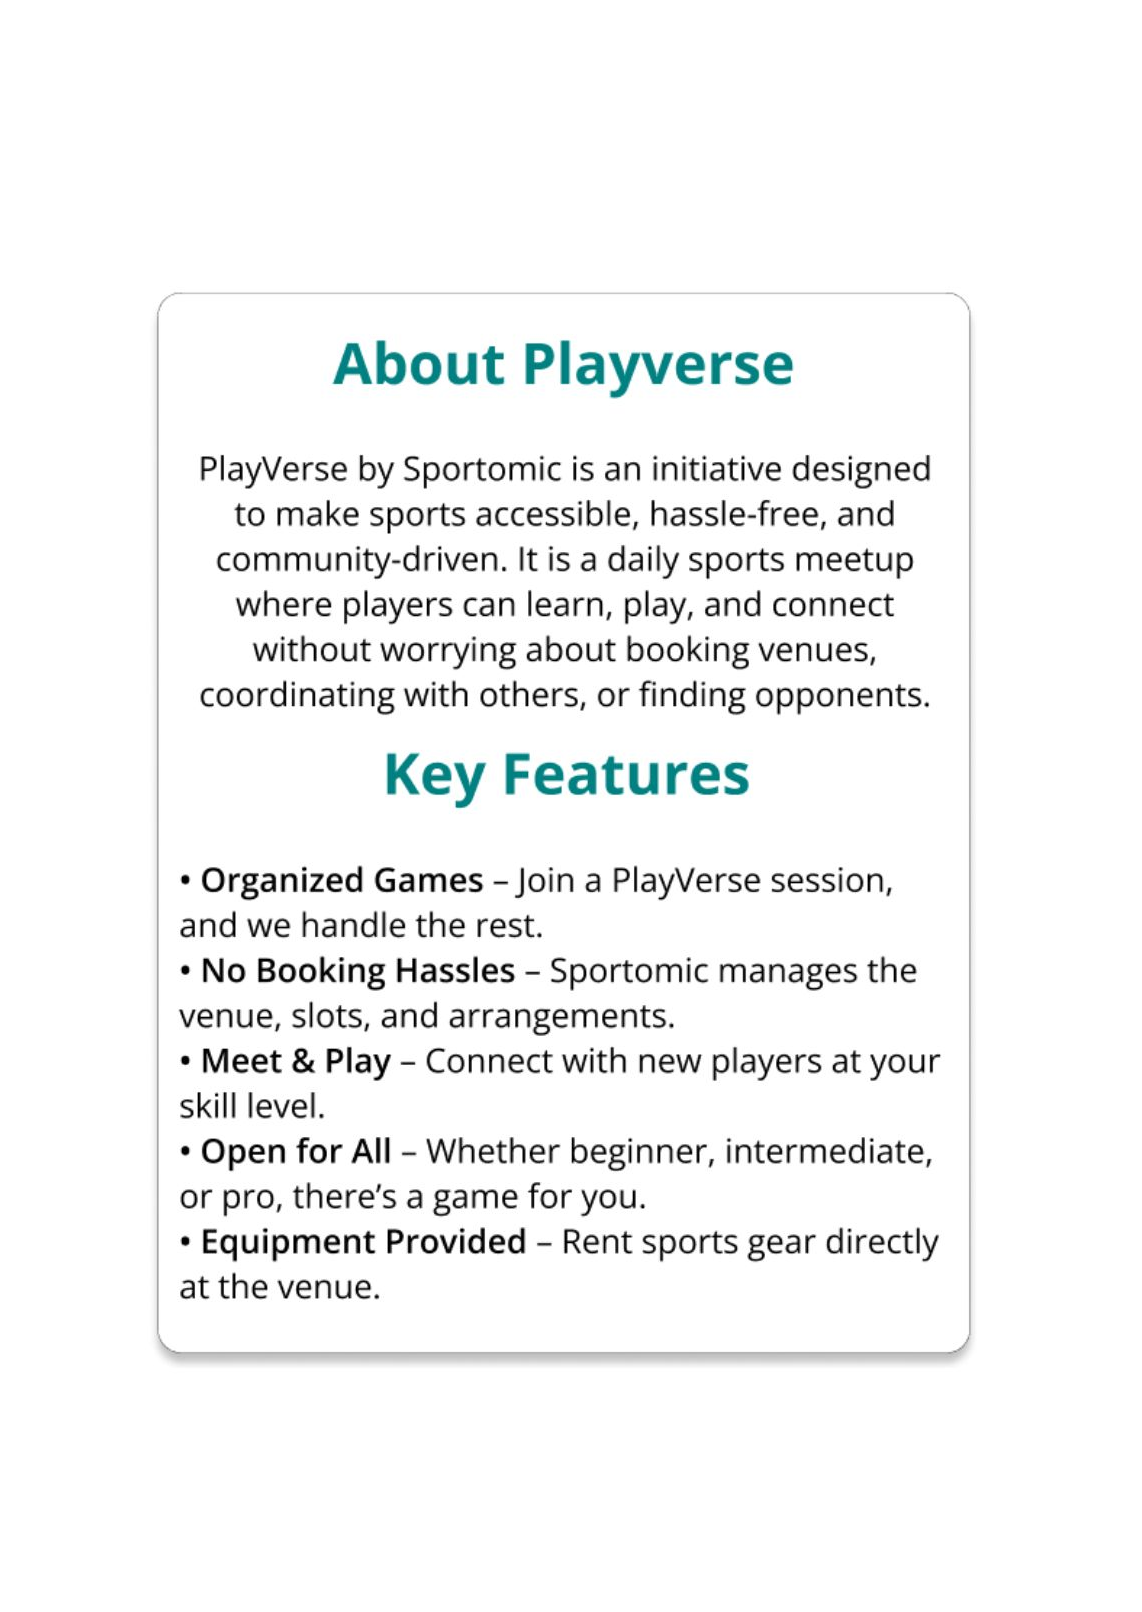 About Playverse
PlayVerse by Sportomic is an initiative designed
to make sports accessible, hassle-free, and
community-driven. It is a daily sports meetup
where players can learn, play, and connect
without worrying about booking venues,
coordinating with others, or finding opponents.
Key Features
• Organized Games – Join a PlayVerse session,
and we handle the rest.
• No Booking Hassles – Sportomic manages the
venue, slots, and arrangements.
• Meet & Play – Connect with new players at your
skill level.
• Open for All – Whether beginner, intermediate,
or pro, there’s a game for you.
• Equipment Provided – Rent sports gear directly
at the venue.